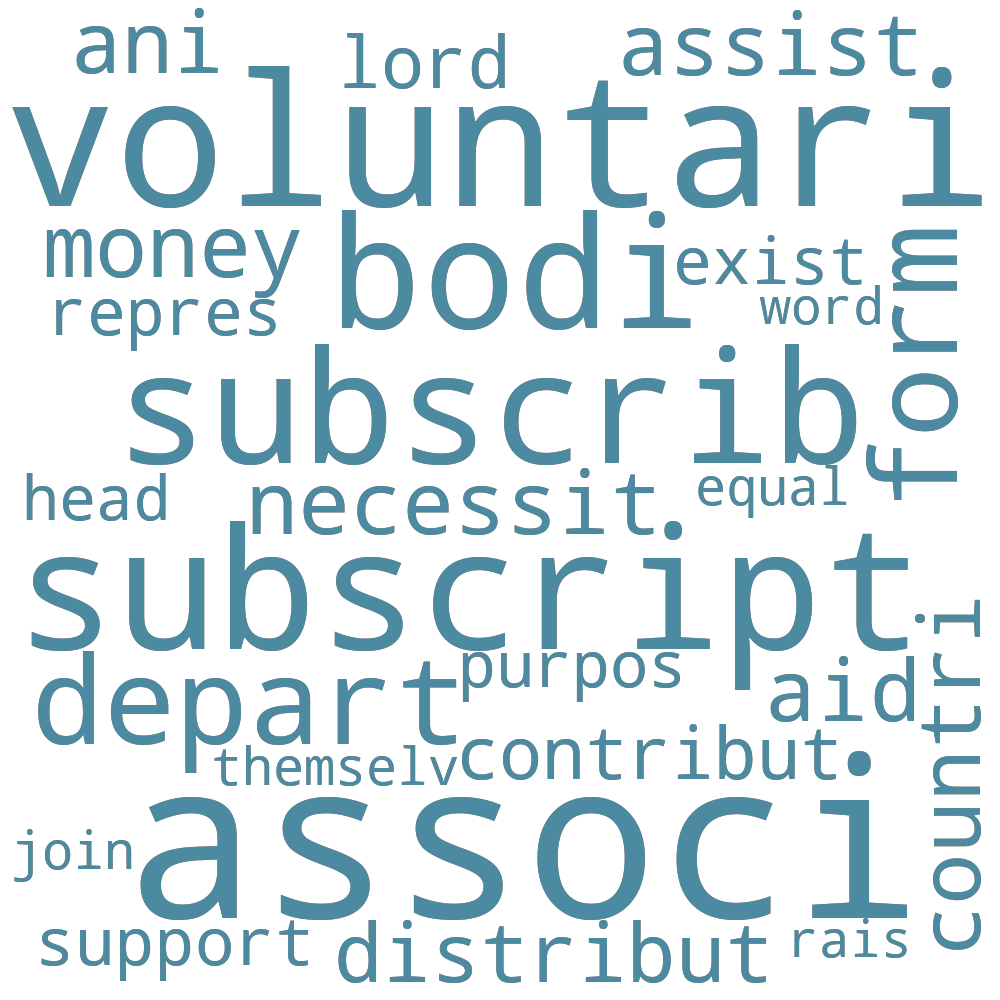 ani
lord
assist
voluntari
money
bodi
exist
form
repres
word
subscrib
head
necessit
equal
subscript
depart
purpos
aid
countri
themselv
contribut
associ
join
support
distribut
rais